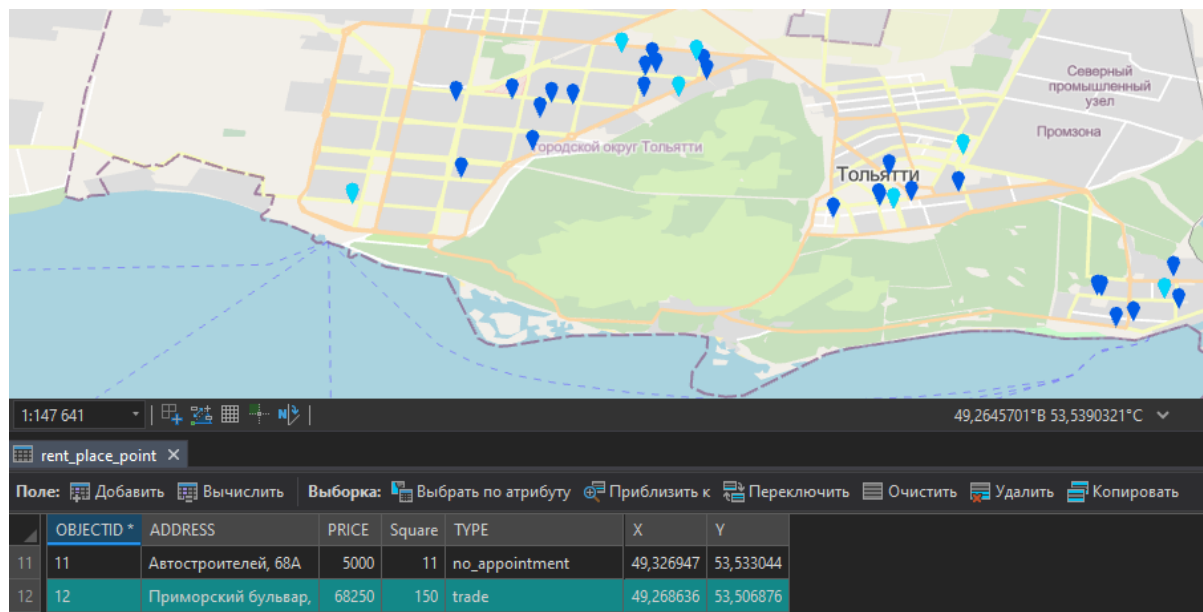 Северный
промышленный
узел
Промзона
городской округ Тольятти
Тольятти
1:147 641
49,2645701°В 53,5390321°С
rent_place_point
Поле: Добавить Вычислить Выборка: Выбрать по атрибуту Приблизить к Переключить Очистить Удалить Копировать
OBJECTID * ADDRESS PRICE Square TYPE X Y
11 11 Автостроителей, 68А 5000 11 no_appointment 49,326947 53,533044
12 12 Приморский бульвар, 68250 150 trade 49,268636 53,506876